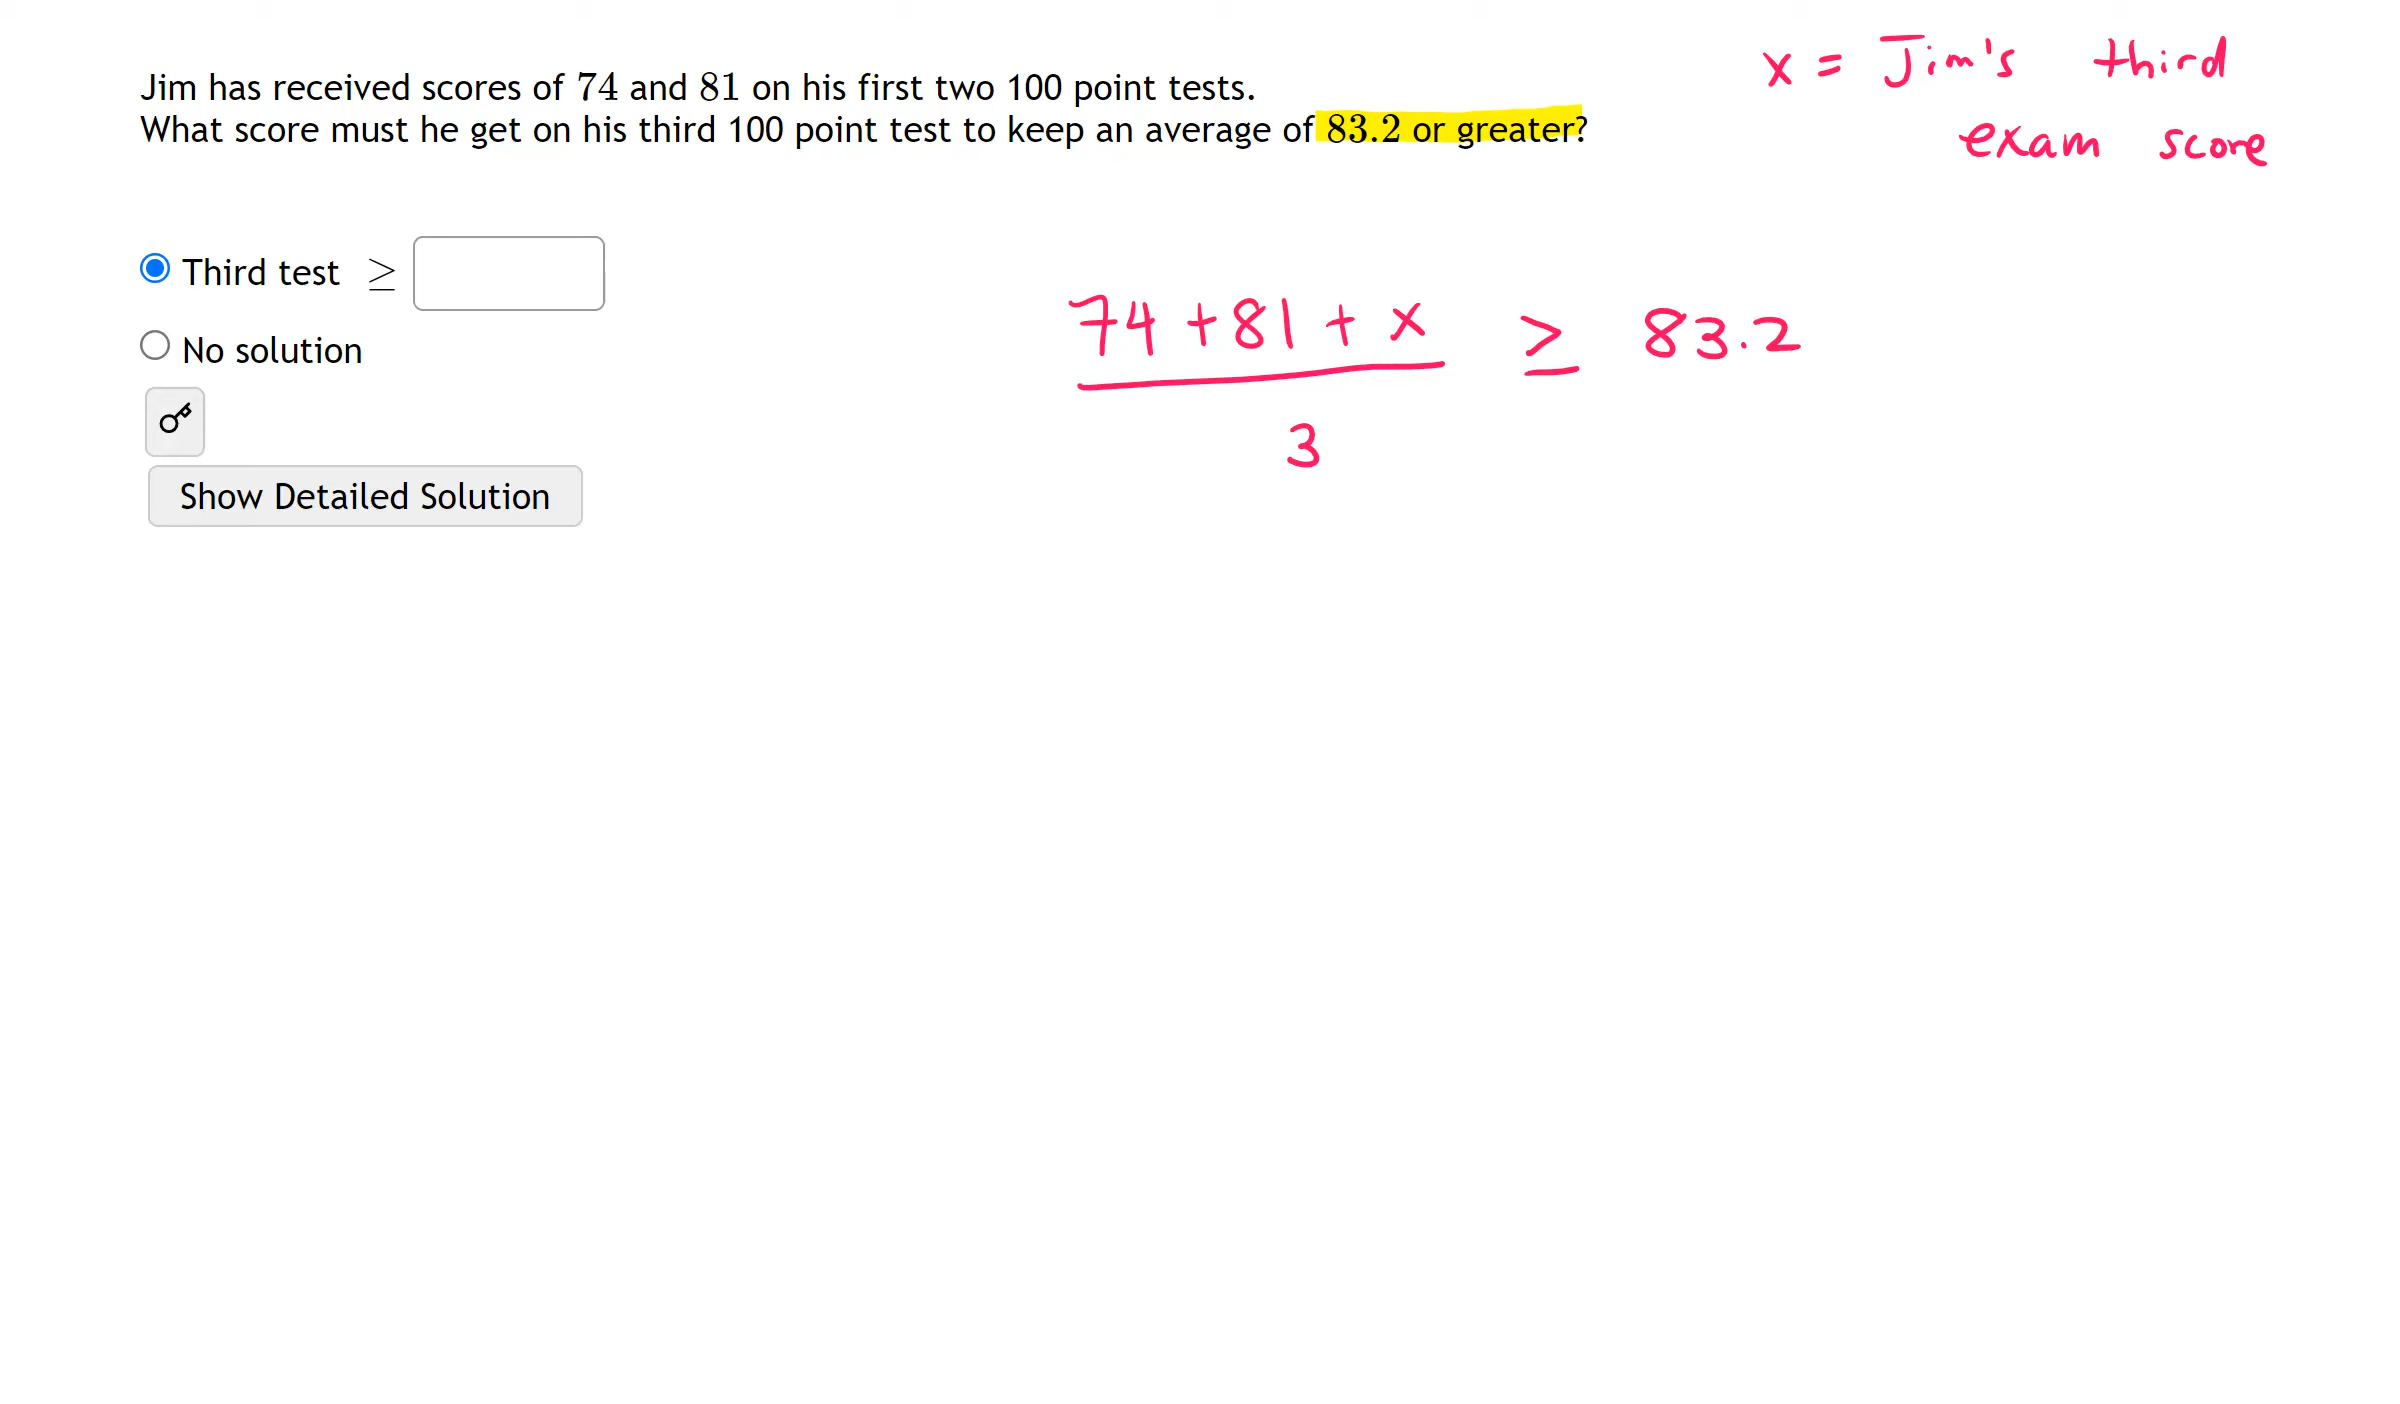 Jim has received scores of 74 and 81 on his first two 100 point tests.
What score must he get on his third 100 point test to keep an average of 83.2 or greater?
x = Jim's third
exam score
Third test ≥
No solution
Show Detailed Solution
74 + 81 + x ≥ 83.2
3